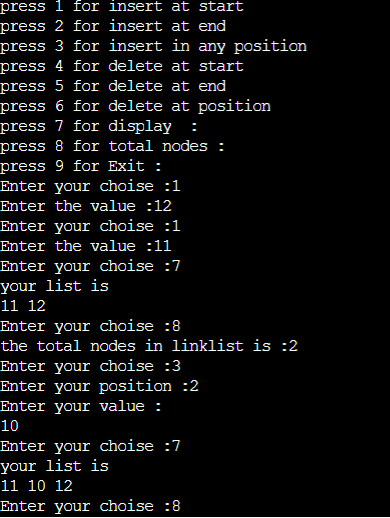 press 1 for insert at start
press 2 for insert at end
press 3 for insert in any position
press 4 for delete at start
press 5 for delete at end
press 6 for delete at position
press 7 for display  :
press 8 for total nodes :
press 9 for Exit :
Enter your choise :1
Enter the value :12
Enter your choise :1
Enter the value :11
Enter your choise :7
your list is
11 12
Enter your choise :8
the total nodes in linklist is :2
Enter your choise :3
Enter your position :2
Enter your value :
10
Enter your choise :7
your list is
11 10 12
Enter your choise :8